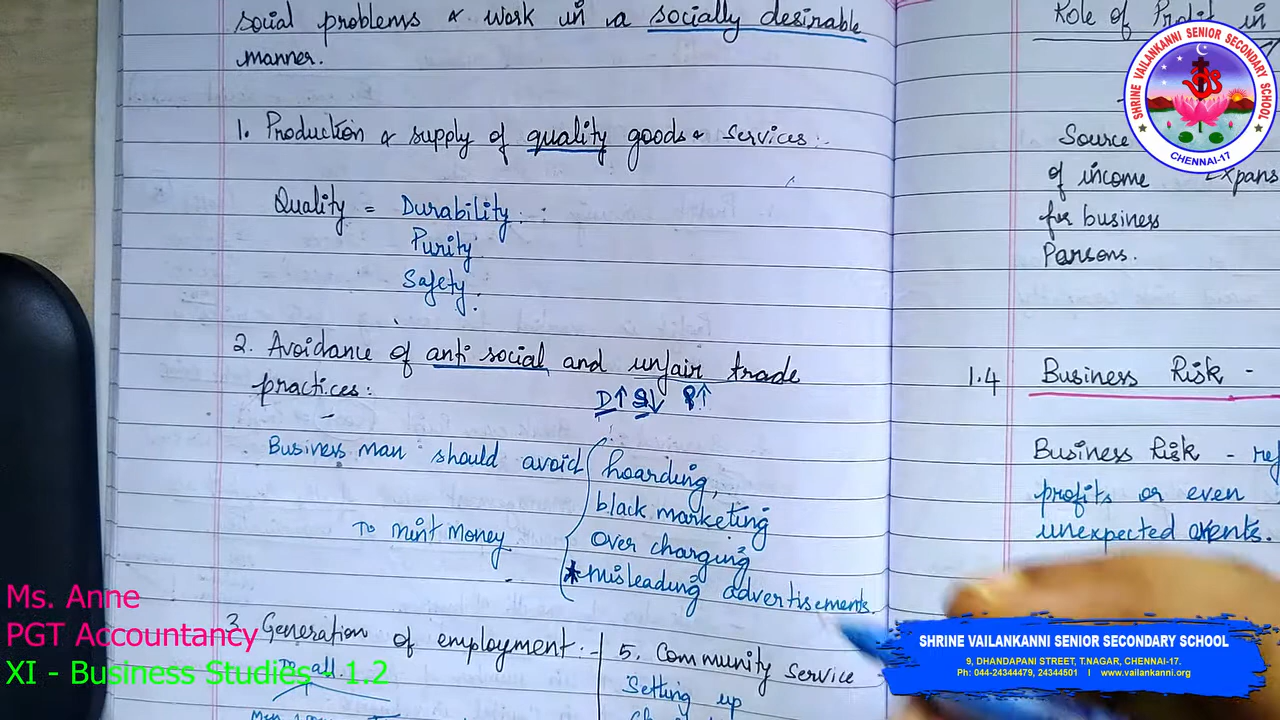 social problems & work in a socially desirable
manner.
1. Production & supply of quality goods & services:-
Quality = Durability.
Purity
Safety.
2. Avoidance of anti social and unfair trade
practices:
D↑ S↓ P↑
Business man should avoid
hoarding,
black marketing
over charging
*misleading advertisements.
To mint money
3. Generation of employment.-
To all.
5. Community service
Setting up
Role of Profit in
Source
of income
for business
Persons.
Expans
1.4 Business Risk -
Business Risk - ref
profits or even
unexpected events.
SHRINE VAILANKANNI SENIOR SECONDARY SCHOOL
CHENNAI-17
Ms. Anne
PGT Accountancy
XI - Business Studies 1.2
SHRINE VAILANKANNI SENIOR SECONDARY SCHOOL
9, DHANDAPANI STREET, T.NAGAR, CHENNAI-17.
Ph: 044-24344479, 24344501 I www.vailankanni.org